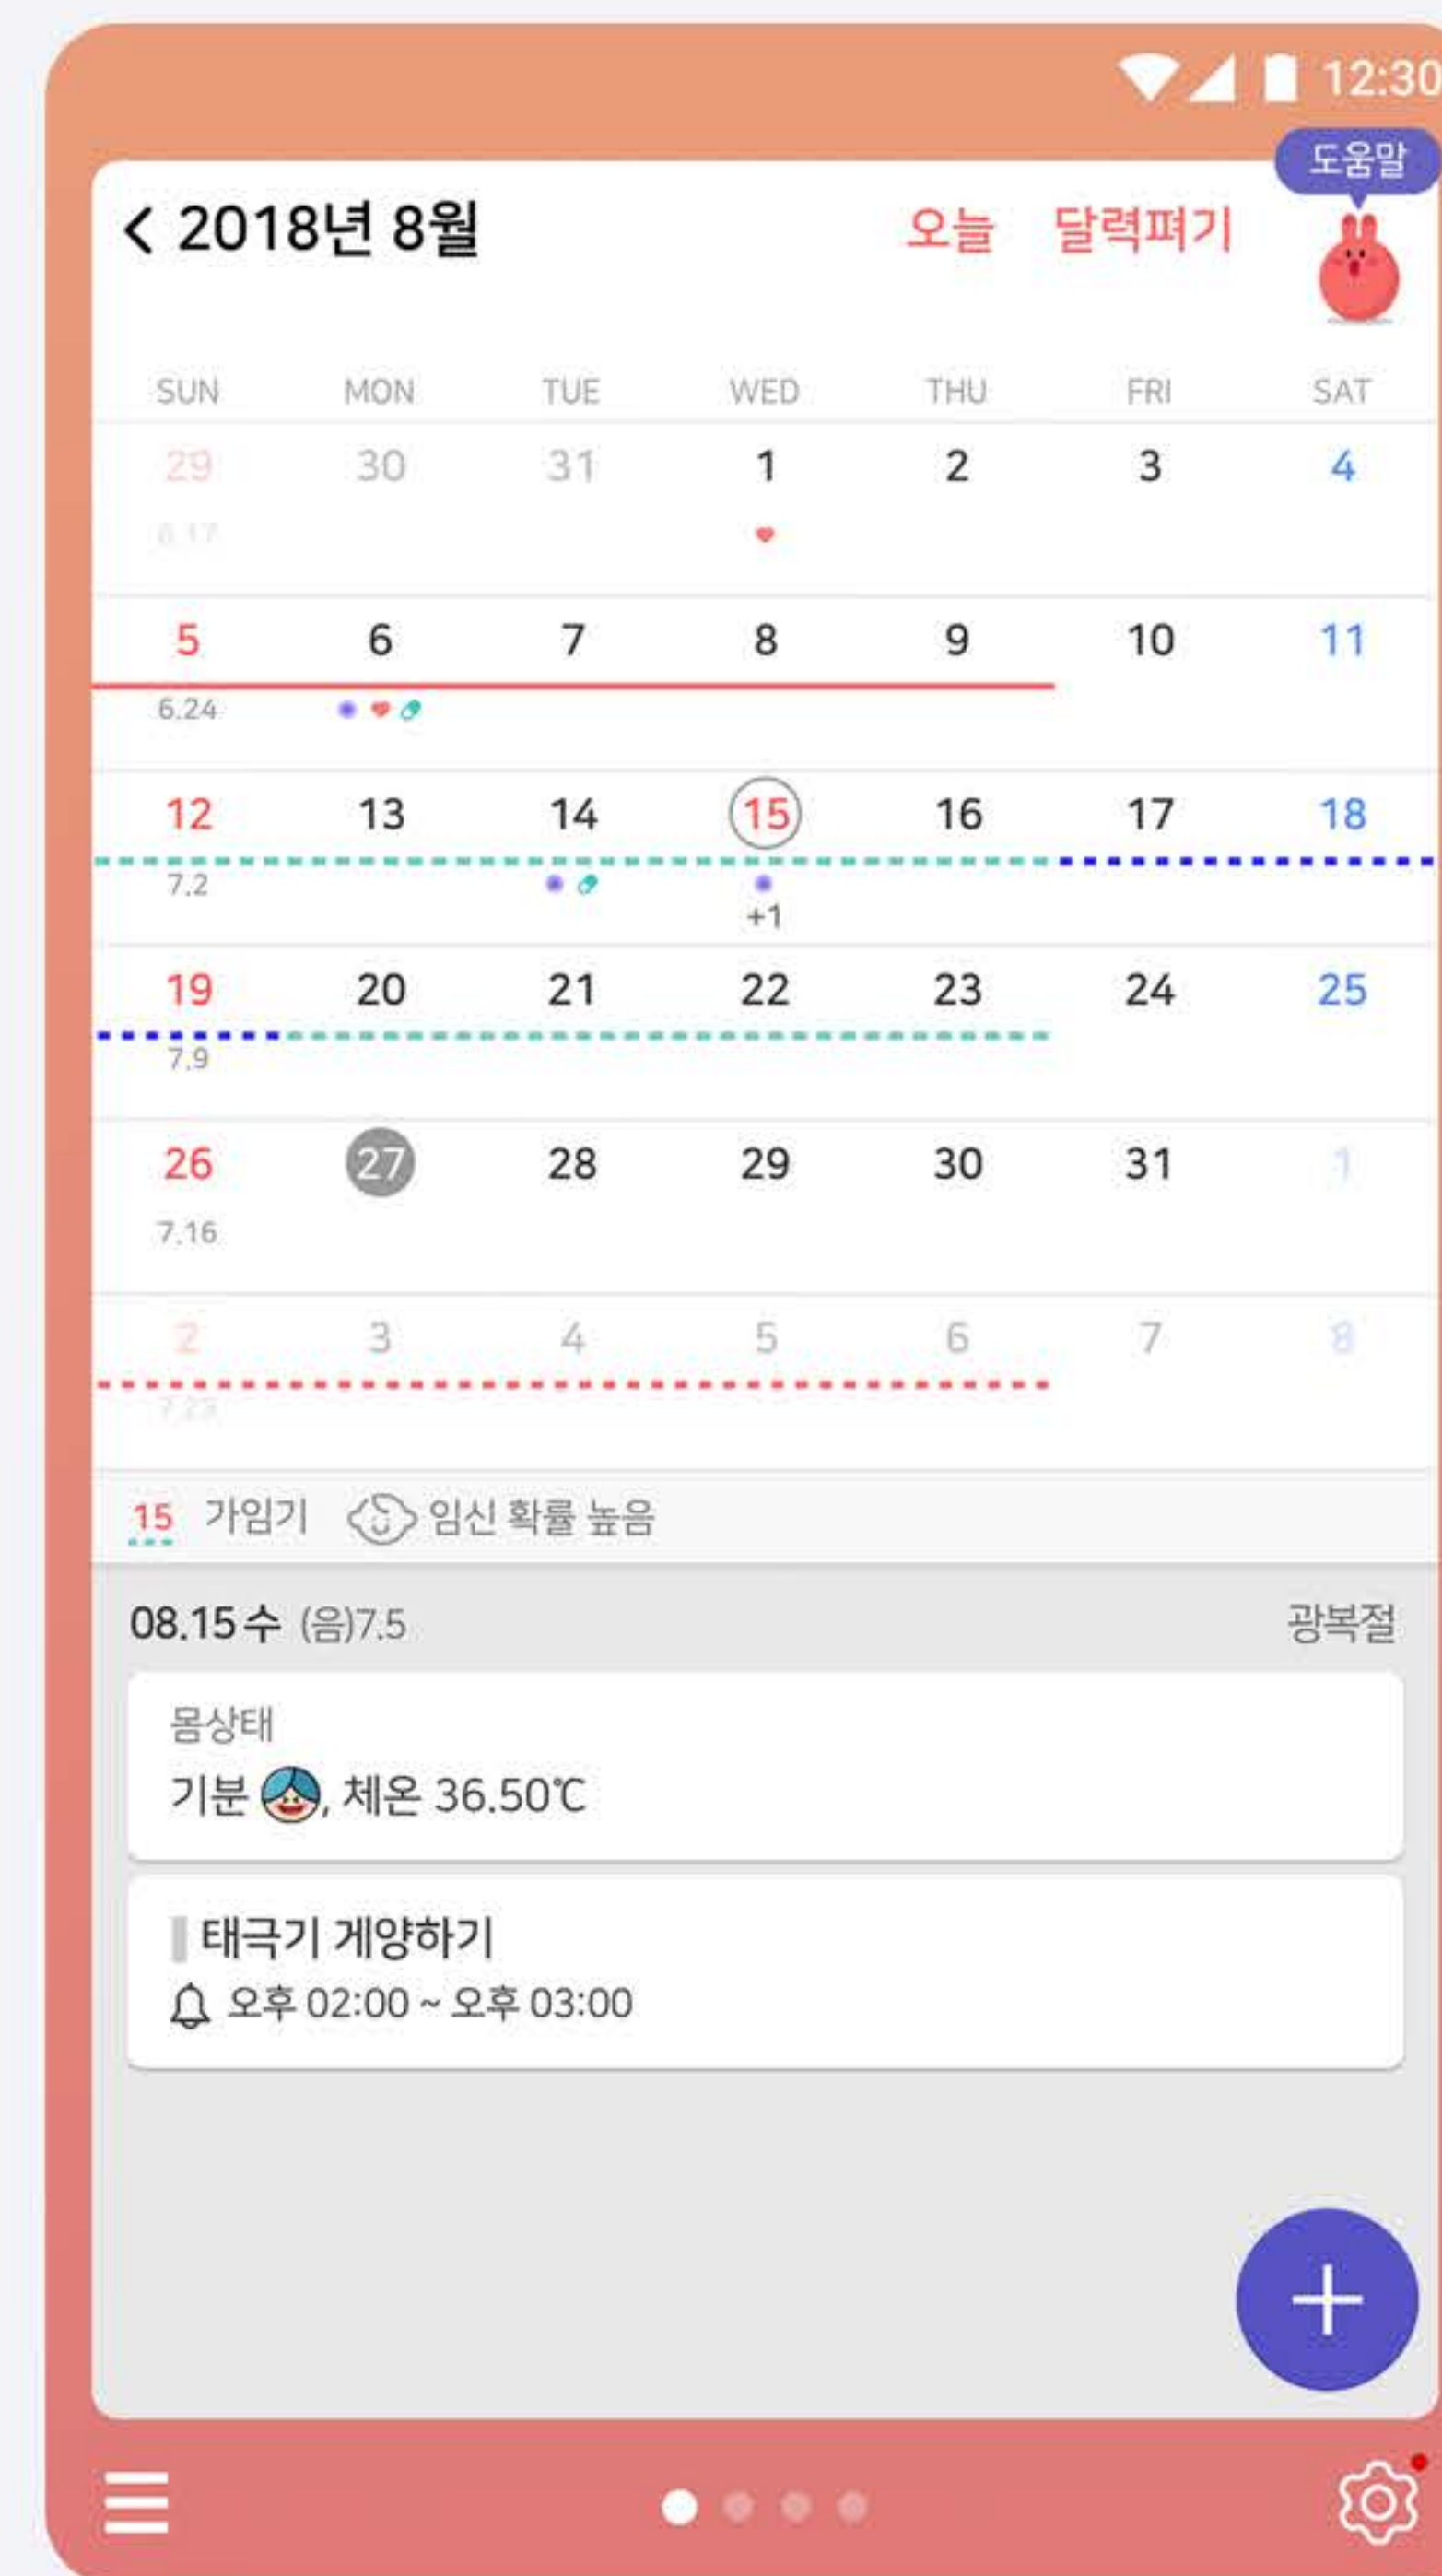 12:30
도움말
2018년 8월 오늘 달력펴기
SUN MON TUE WED THU FRI SAT
29 30 31 1 2 3 4
6.17
5 6 7 8 9 10 11
6.24
12 13 14 15 16 17 18
7.2
+1
19 20 21 22 23 24 25
7.9
26 27 28 29 30 31 1
7.16
2 3 4 5 6 7 8
7.23
15 가임기 임신 확률 높음
08.15 수 (음)7.5 광복절
몸상태
기분 , 체온 36.50℃
태극기 게양하기
오후 02:00 ~ 오후 03:00